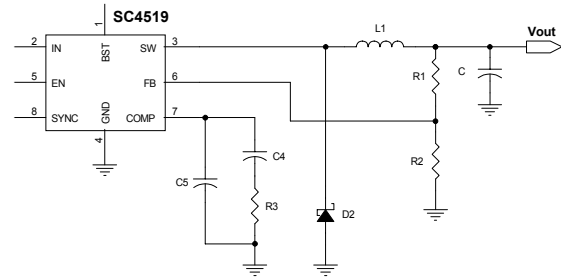 SC4519
1
BST
2 IN
SW 3
L1
Vout
5 EN
FB 6
R1
C
8 SYNC
GND
COMP 7
4
C4
C5
R2
R3
D2